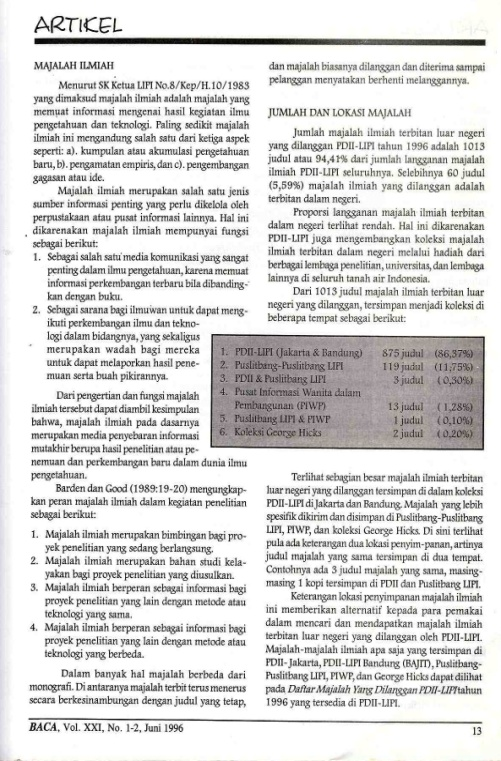 ARTIKEL
MAJALAH ILMIAH
Menurut SK Ketua LIPI No.8/Kep/H.10/1983
yang dimaksud majalah ilmiah adalah majalah yang
memuat informasi mengenai hasil kegiatan ilmu
pengetahuan dan teknologi. Paling sedikit majalah
ilmiah ini mengandung salah satu dari ketiga aspek
seperti: a). kumpulan atau akumulasi pengetahuan
baru, b). pengamatan empiris, dan c). pengembangan
gagasan atau ide.
Majalah ilmiah merupakan salah satu jenis
sumber informasi penting yang perlu dikelola oleh
perpustakaan atau pusat informasi lainnya. Hal ini
dikarenakan majalah ilmiah mempunyai fungsi
sebagai berikut:
1. Sebagai salah satu media komunikasi yang sangat
penting dalam ilmu pengetahuan, karena memuat
informasi perkembangan terbaru bila dibanding-
kan dengan buku.
2. Sebagai sarana bagi ilmuwan untuk dapat meng-
ikuti perkembangan ilmu dan tekno-
logi dalam bidangnya, yang sekaligus
merupakan wadah bagi mereka
untuk dapat melaporkan hasil pene-
muan serta buah pikirannya.
Dari pengertian dan fungsi majalah
ilmiah tersebut dapat diambil kesimpulan
bahwa, majalah ilmiah pada dasarnya
merupakan media penyebaran informasi
mutakhir berupa hasil penelitian atau pe-
nemuan dan perkembangan baru dalam dunia ilmu
pengetahuan.
Barden dan Good (1989:19-20) mengungkap-
kan peran majalah ilmiah dalam kegiatan penelitian
sebagai berikut:
1. Majalah ilmiah merupakan bimbingan bagi pro-
yek penelitian yang sedang berlangsung.
2. Majalah ilmiah merupakan bahan studi kela-
yakan bagi proyek penelitian yang diusulkan.
3. Majalah ilmiah berperan sebagai informasi bagi
proyek penelitian yang lain dengan metode atau
teknologi yang sama.
4. Majalah ilmiah berperan sebagai informasi bagi
proyek penelitian yang lain dengan metode atau
teknologi yang berbeda.
Dalam banyak hal majalah berbeda dari
monografi. Di antaranya majalah terbit terus menerus
secara berkesinambungan dengan judul yang tetap,
dan majalah biasanya dilanggan dan diterima sampai
pelanggan menyatakan berhenti melanggannya.
JUMLAH DAN LOKASI MAJALAH
Jumlah majalah ilmiah terbitan luar negeri
yang dilanggan PDII-LIPI tahun 1996 adalah 1013
judul atau 94,41% dari jumlah langganan majalah
ilmiah PDII-LIPI seluruhnya. Selebihnya 60 judul
(5,59%) majalah ilmiah yang dilanggan adalah
terbitan dalam negeri.
Proporsi langganan majalah ilmiah terbitan
dalam negeri terlihat rendah. Hal ini dikarenakan
PDII-LIPI juga mengembangkan koleksi majalah
ilmiah terbitan dalam negeri melalui hadiah dari
berbagai lembaga penelitian, universitas, dan lembaga
lainnya di seluruh tanah air Indonesia.
Dari 1013 judul majalah ilmiah terbitan luar
negeri yang dilanggan, tersimpan menjadi koleksi di
beberapa tempat sebagai berikut:
1. PDII-LIPI (Jakarta & Bandung) 875 judul (86,37%)
2. Puslitbang-Puslitbang LIPI 119 judul (11,75%)
3. PDII & Puslitbang LIPI 3 judul ( 0,30%)
4. Pusat Informasi Wanita dalam
Pembangunan (PIWP) 13 judul ( 1,28%)
5. Puslitbang LIPI & PIWP 1 judul ( 0,10%)
6. Koleksi George Hicks 2 judul ( 0,20%)
Terlihat sebagian besar majalah ilmiah terbitan
luar negeri yang dilanggan tersimpan di dalam koleksi
PDII-LIPI di Jakarta dan Bandung. Majalah yang lebih
spesifik dikirim dan disimpan di Puslitbang-Puslitbang
LIPI, PIWP, dan koleksi George Hicks. Di sini terlihat
pula ada keterangan dua lokasi penyim-panan, artinya
judul majalah yang sama tersimpan di dua tempat.
Contohnya ada 3 judul majalah yang sama, masing-
masing 1 kopi tersimpan di PDII dan Puslitbang LIPI.
Keterangan lokasi penyimpanan majalah ilmiah
ini memberikan alternatif kepada para pemakai
dalam mencari dan mendapatkan majalah ilmiah
terbitan luar negeri yang dilanggan oleh PDII-LIPI.
Majalah-majalah ilmiah apa saja yang tersimpan di
PDII- Jakarta, PDII-LIPI Bandung (BAJIT), Puslitbang-
Puslitbang LIPI, PIWP, dan George Hicks dapat dilihat
pada Daftar Majalah Yang Dilanggan PDII-LIPI tahun
1996 yang tersedia di PDII-LIPI.
BACA, Vol. XXI, No. 1-2, Juni 1996
13